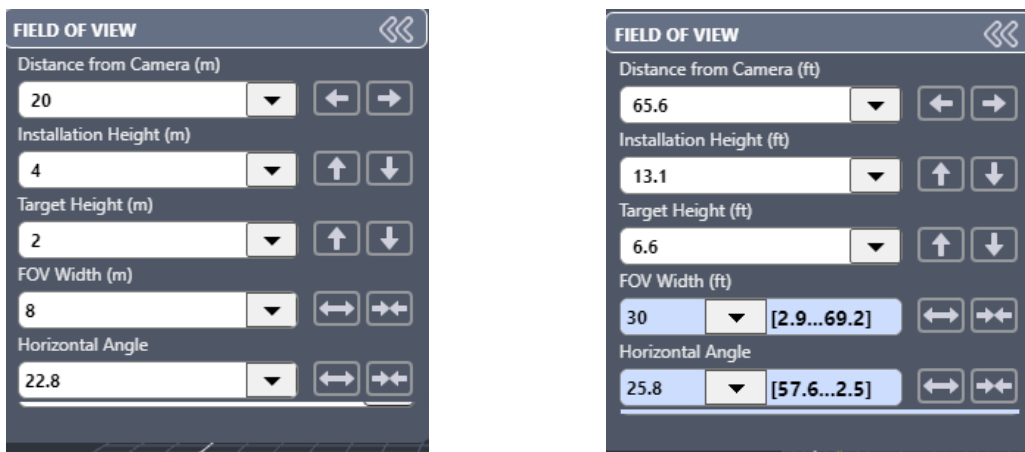 FIELD OF VIEW
Distance from Camera (m)
20
Installation Height (m)
4
Target Height (m)
2
FOV Width (m)
8
Horizontal Angle
22.8
FIELD OF VIEW
Distance from Camera (ft)
65.6
Installation Height (ft)
13.1
Target Height (ft)
6.6
FOV Width (ft)
30 [2.9...69.2]
Horizontal Angle
25.8 [57.6...2.5]